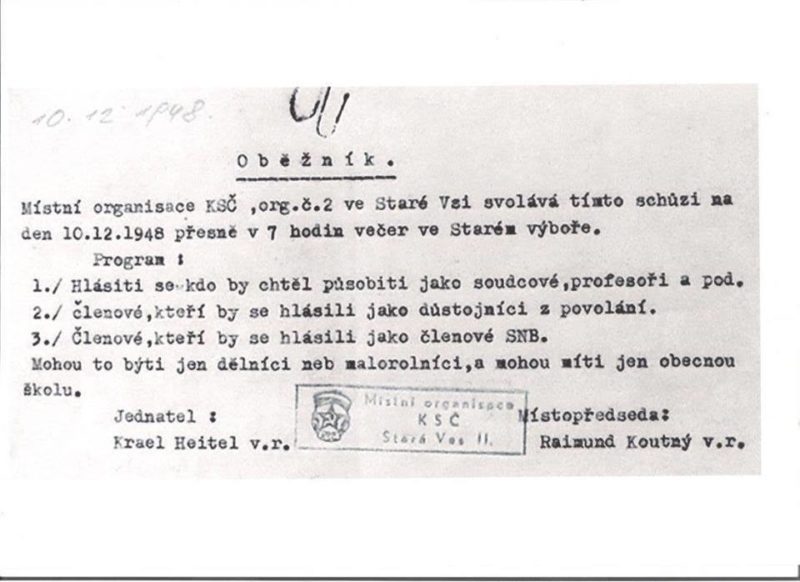 10.12.1948.
Oběžník.
Místní organisace KSČ ,org.č.2 ve Staré Vsi svolává tímto schůzi na
den 10.12.1948 přesně v 7 hodin večer ve Starém výboře.
Program :
1./ Hlásiti se kdo by chtěl působiti jako soudcové,profesoři a pod.
2./ členové,kteří by se hlásili jako důstojníci z povolání.
3./ Členové,kteří by se hlásili jako členové SNB.
Mohou to býti jen dělníci neb malorolníci,a mohou míti jen obecnou
školu.
Jednatel :
Krael Heitel v.r.
Místní organisace
KSČ
Stará Ves II.
Místopředseda:
Raimund Koutný v.r.